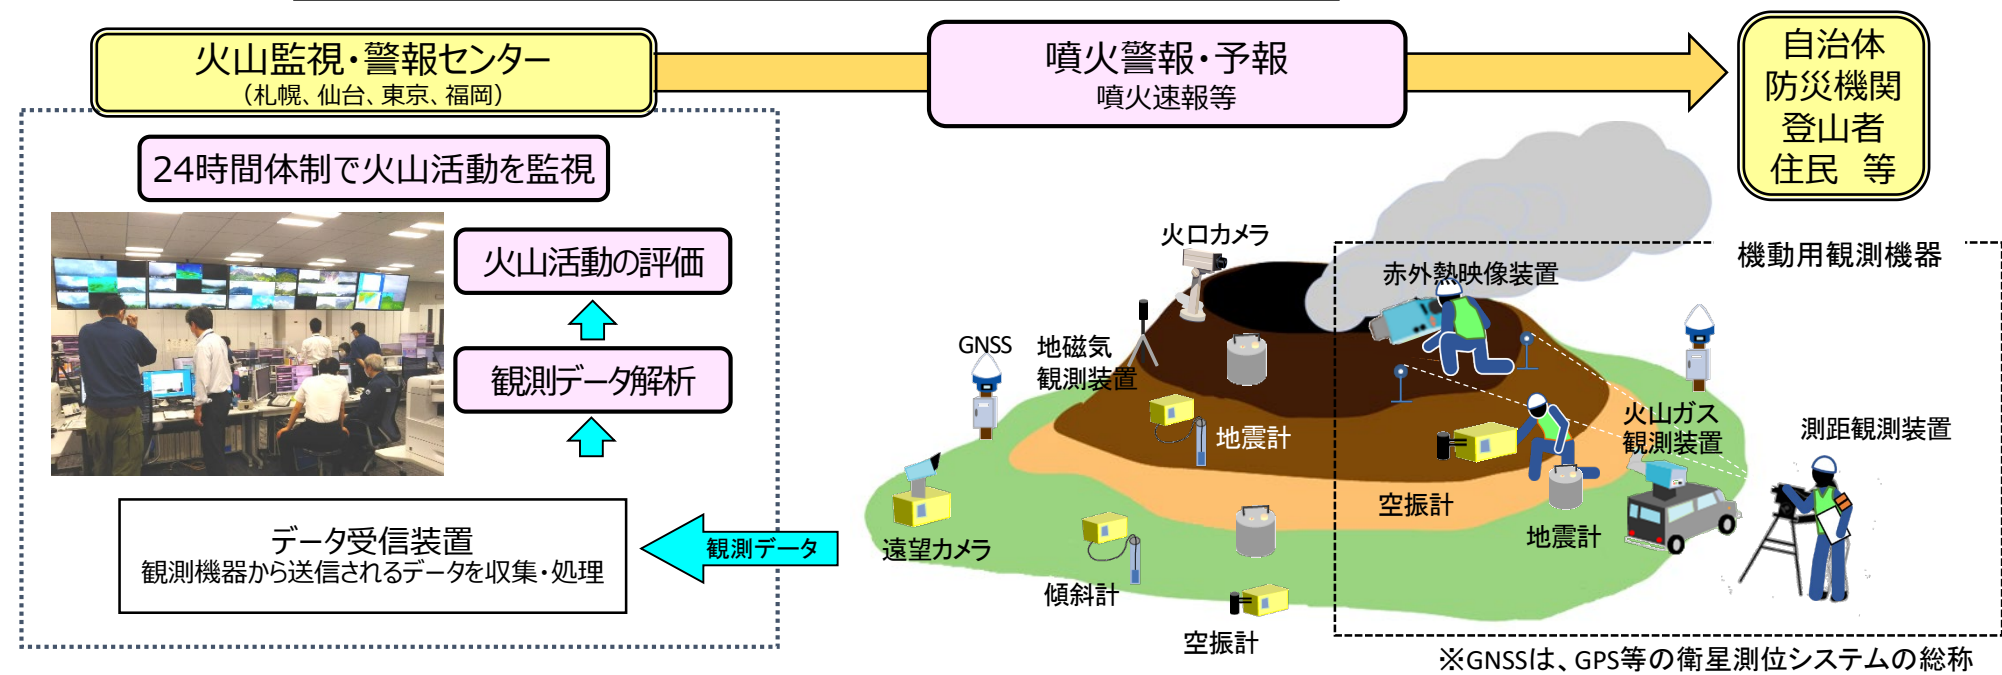 火山監視・警報センター
（札幌、仙台、東京、福岡）
噴火警報・予報
噴火速報等
自治体
防災機関
登山者
住民　等
24時間体制で火山活動を監視
火山活動の評価
観測データ解析
データ受信装置
観測機器から送信されるデータを収集・処理
観測データ
火口カメラ
赤外熱映像装置
機動用観測機器
GNSS
地磁気
観測装置
地震計
火山ガス
観測装置
測距観測装置
空振計
地震計
遠望カメラ
傾斜計
空振計
※GNSSは、GPS等の衛星測位システムの総称